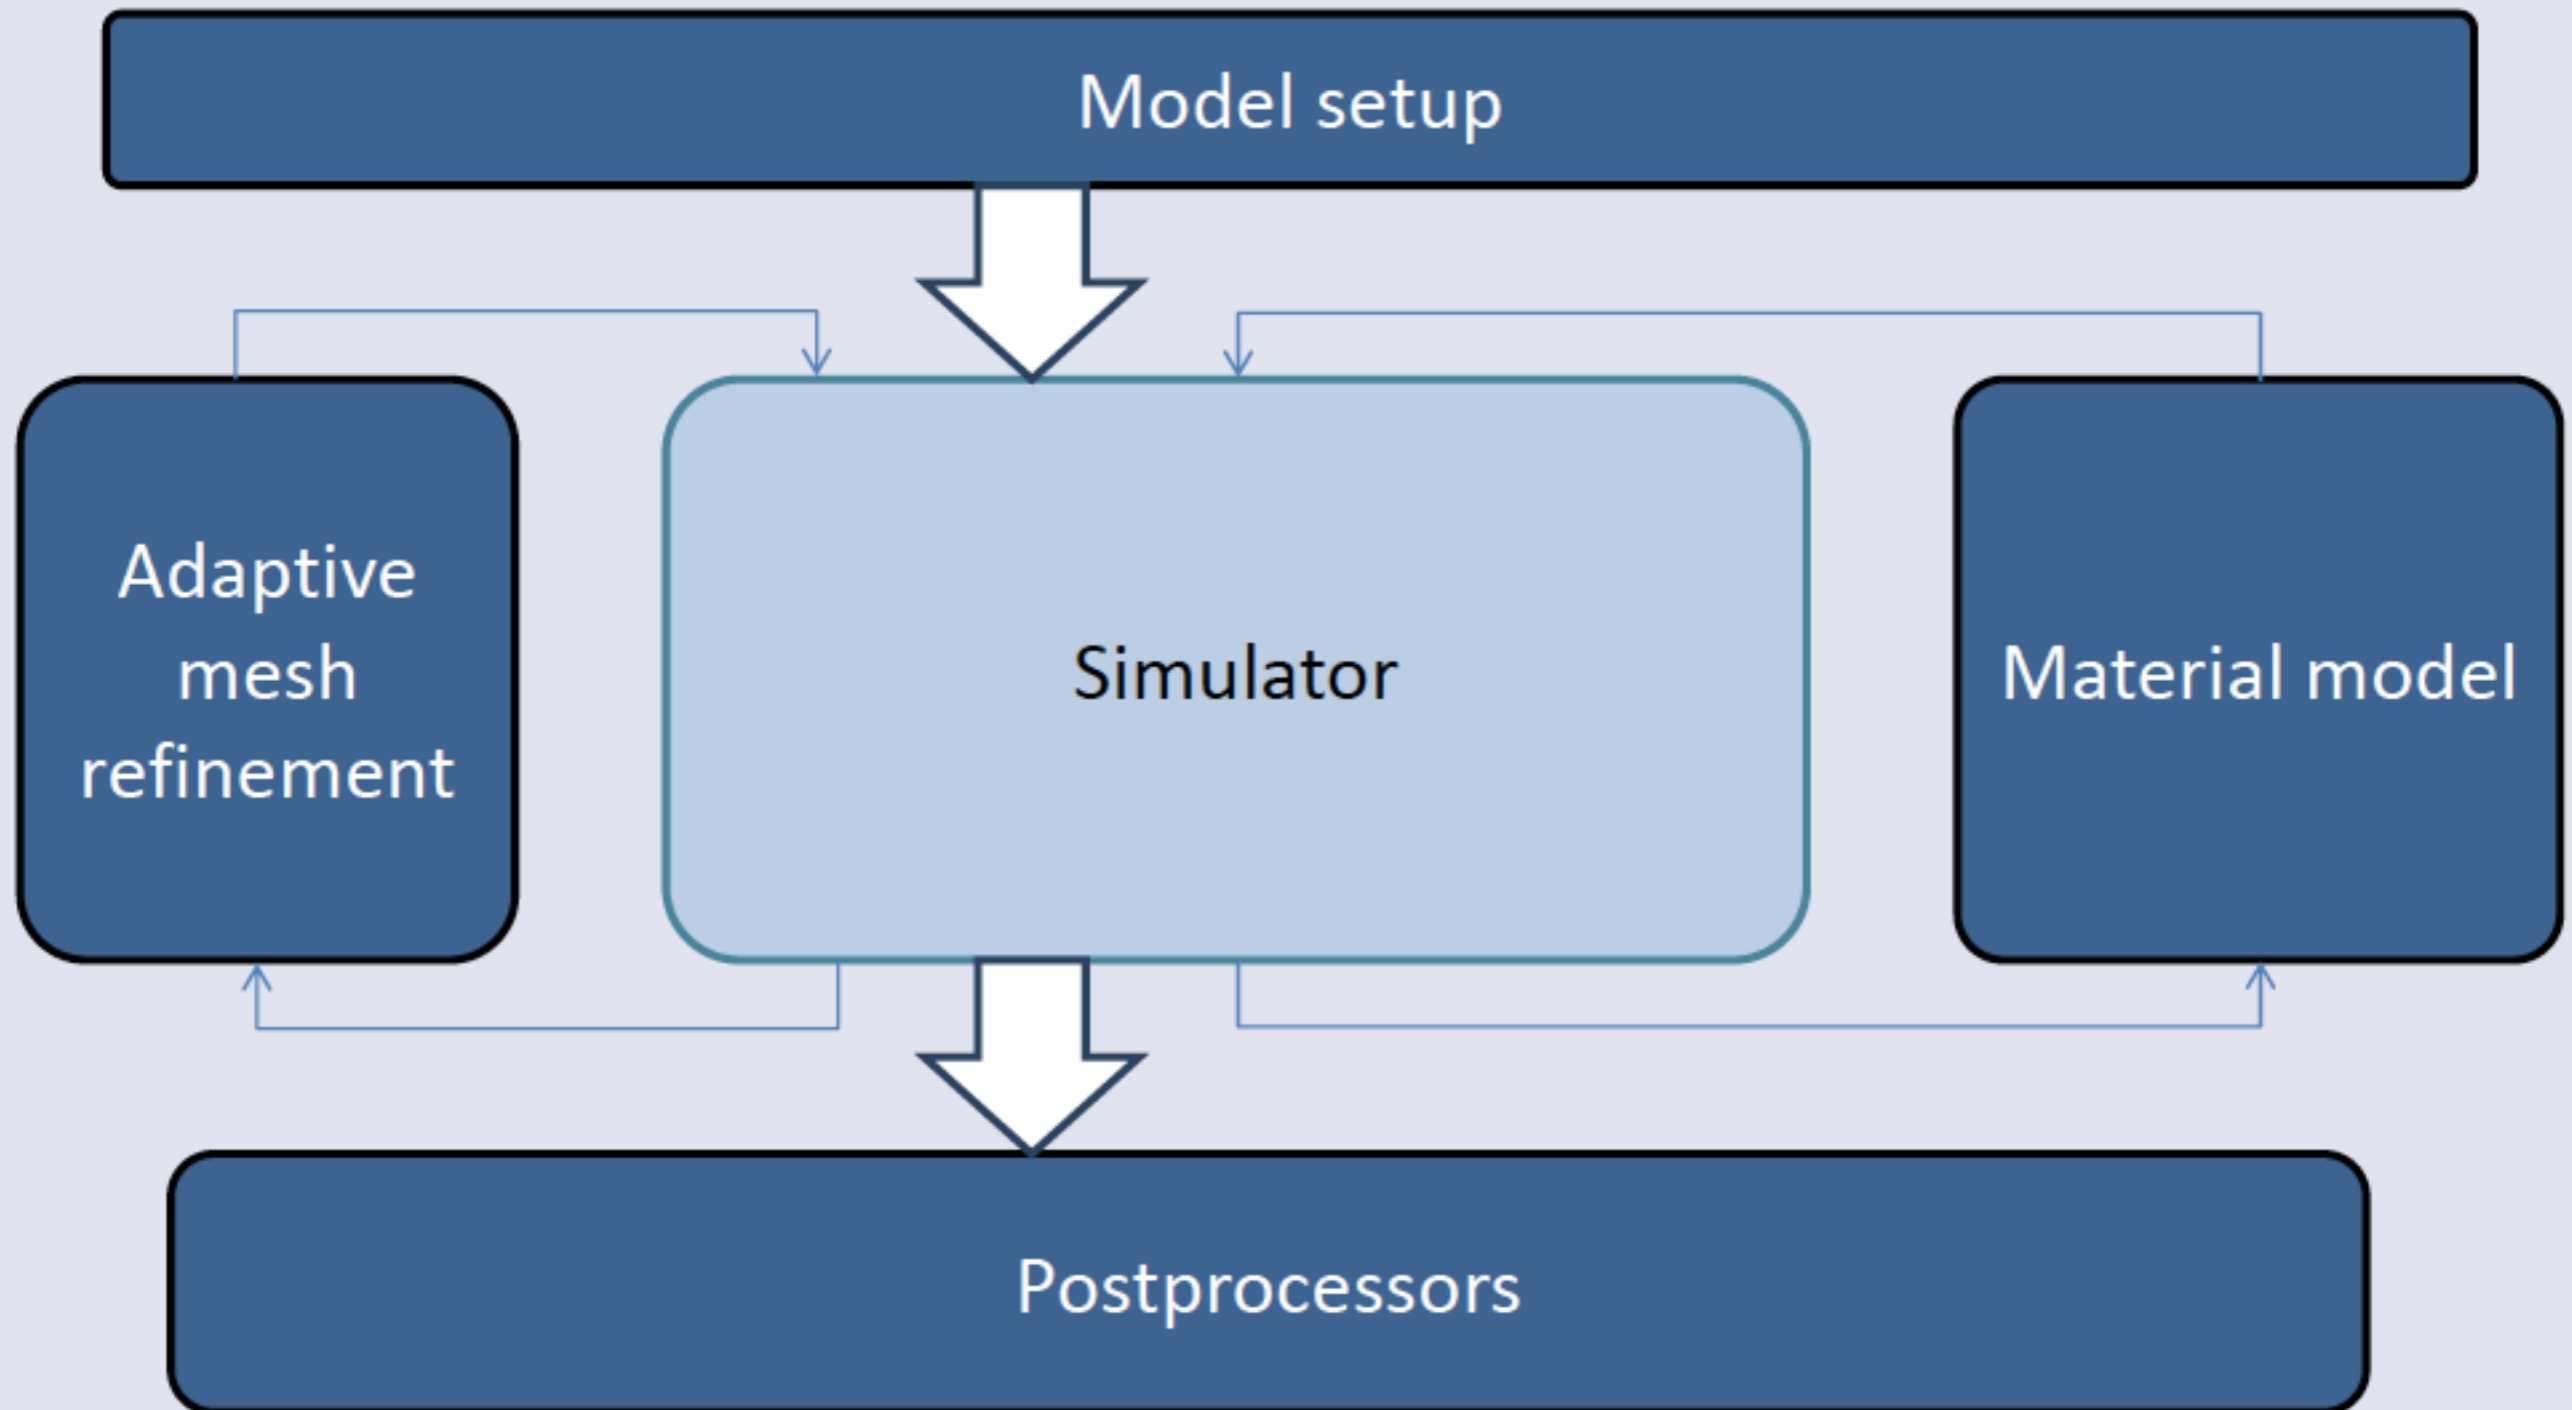 Model setup
Adaptive
mesh
refinement
Simulator
Material model
Postprocessors